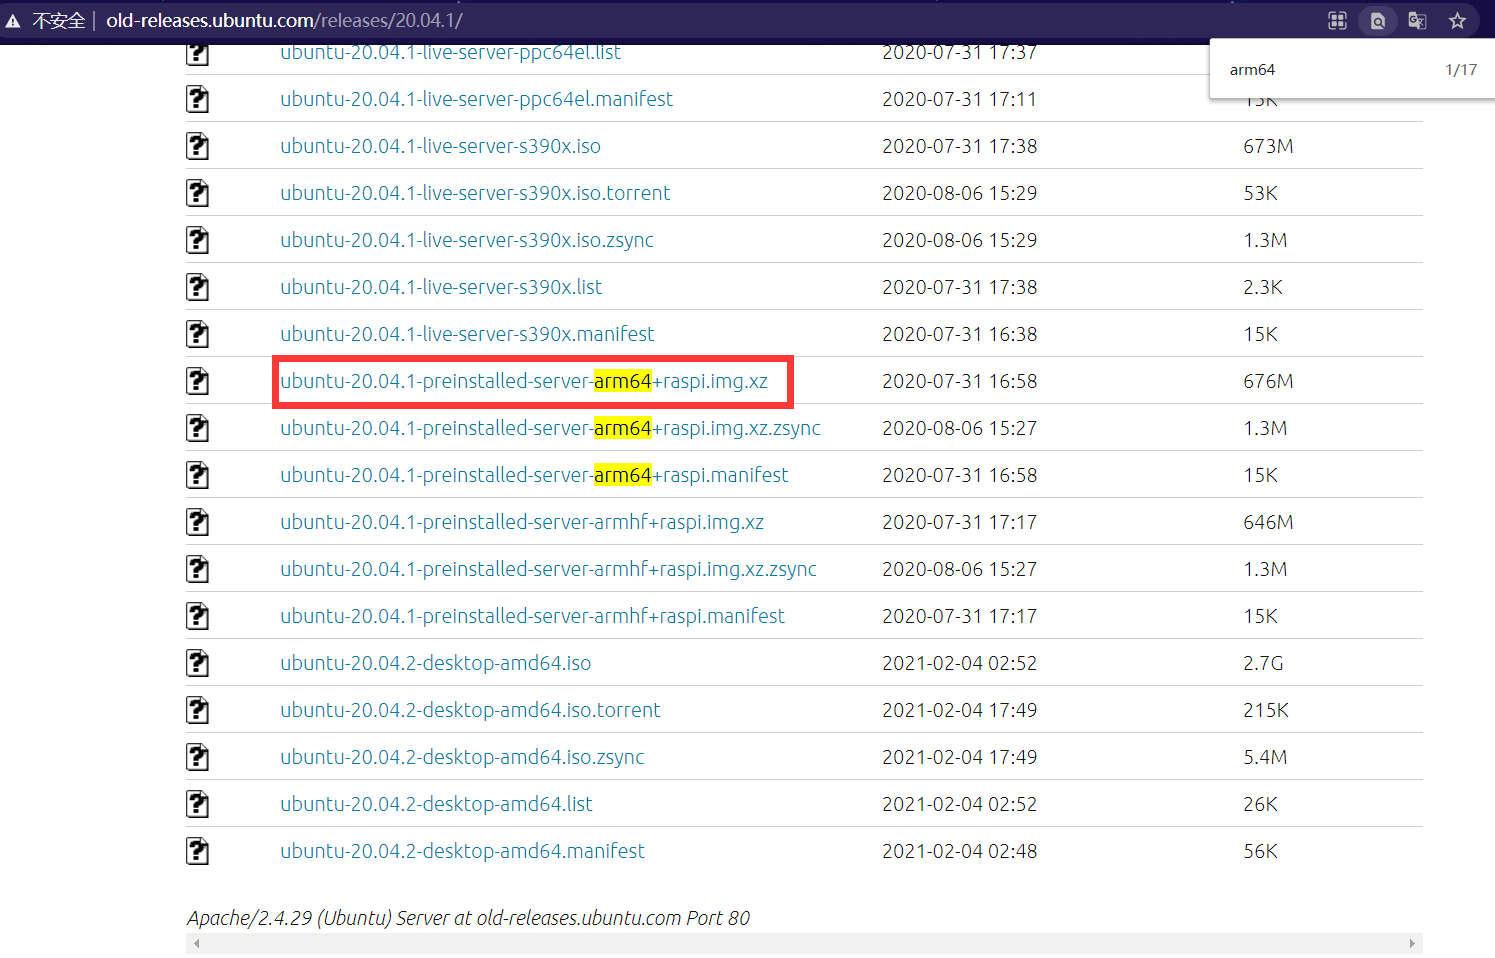 不安全 old-releases.ubuntu.com/releases/20.04.1/
arm64 1/17
ubuntu-20.04.1-live-server-ppc64el.list 2020-07-31 17:37
ubuntu-20.04.1-live-server-ppc64el.manifest 2020-07-31 17:11 15K
ubuntu-20.04.1-live-server-s390x.iso 2020-07-31 17:38 673M
ubuntu-20.04.1-live-server-s390x.iso.torrent 2020-08-06 15:29 53K
ubuntu-20.04.1-live-server-s390x.iso.zsync 2020-08-06 15:29 1.3M
ubuntu-20.04.1-live-server-s390x.list 2020-07-31 17:38 2.3K
ubuntu-20.04.1-live-server-s390x.manifest 2020-07-31 16:38 15K
ubuntu-20.04.1-preinstalled-server-arm64+raspi.img.xz 2020-07-31 16:58 676M
ubuntu-20.04.1-preinstalled-server-arm64+raspi.img.xz.zsync 2020-08-06 15:27 1.3M
ubuntu-20.04.1-preinstalled-server-arm64+raspi.manifest 2020-07-31 16:58 15K
ubuntu-20.04.1-preinstalled-server-armhf+raspi.img.xz 2020-07-31 17:17 646M
ubuntu-20.04.1-preinstalled-server-armhf+raspi.img.xz.zsync 2020-08-06 15:27 1.3M
ubuntu-20.04.1-preinstalled-server-armhf+raspi.manifest 2020-07-31 17:17 15K
ubuntu-20.04.2-desktop-amd64.iso 2021-02-04 02:52 2.7G
ubuntu-20.04.2-desktop-amd64.iso.torrent 2021-02-04 17:49 215K
ubuntu-20.04.2-desktop-amd64.iso.zsync 2021-02-04 17:49 5.4M
ubuntu-20.04.2-desktop-amd64.list 2021-02-04 02:52 26K
ubuntu-20.04.2-desktop-amd64.manifest 2021-02-04 02:48 56K
Apache/2.4.29 (Ubuntu) Server at old-releases.ubuntu.com Port 80